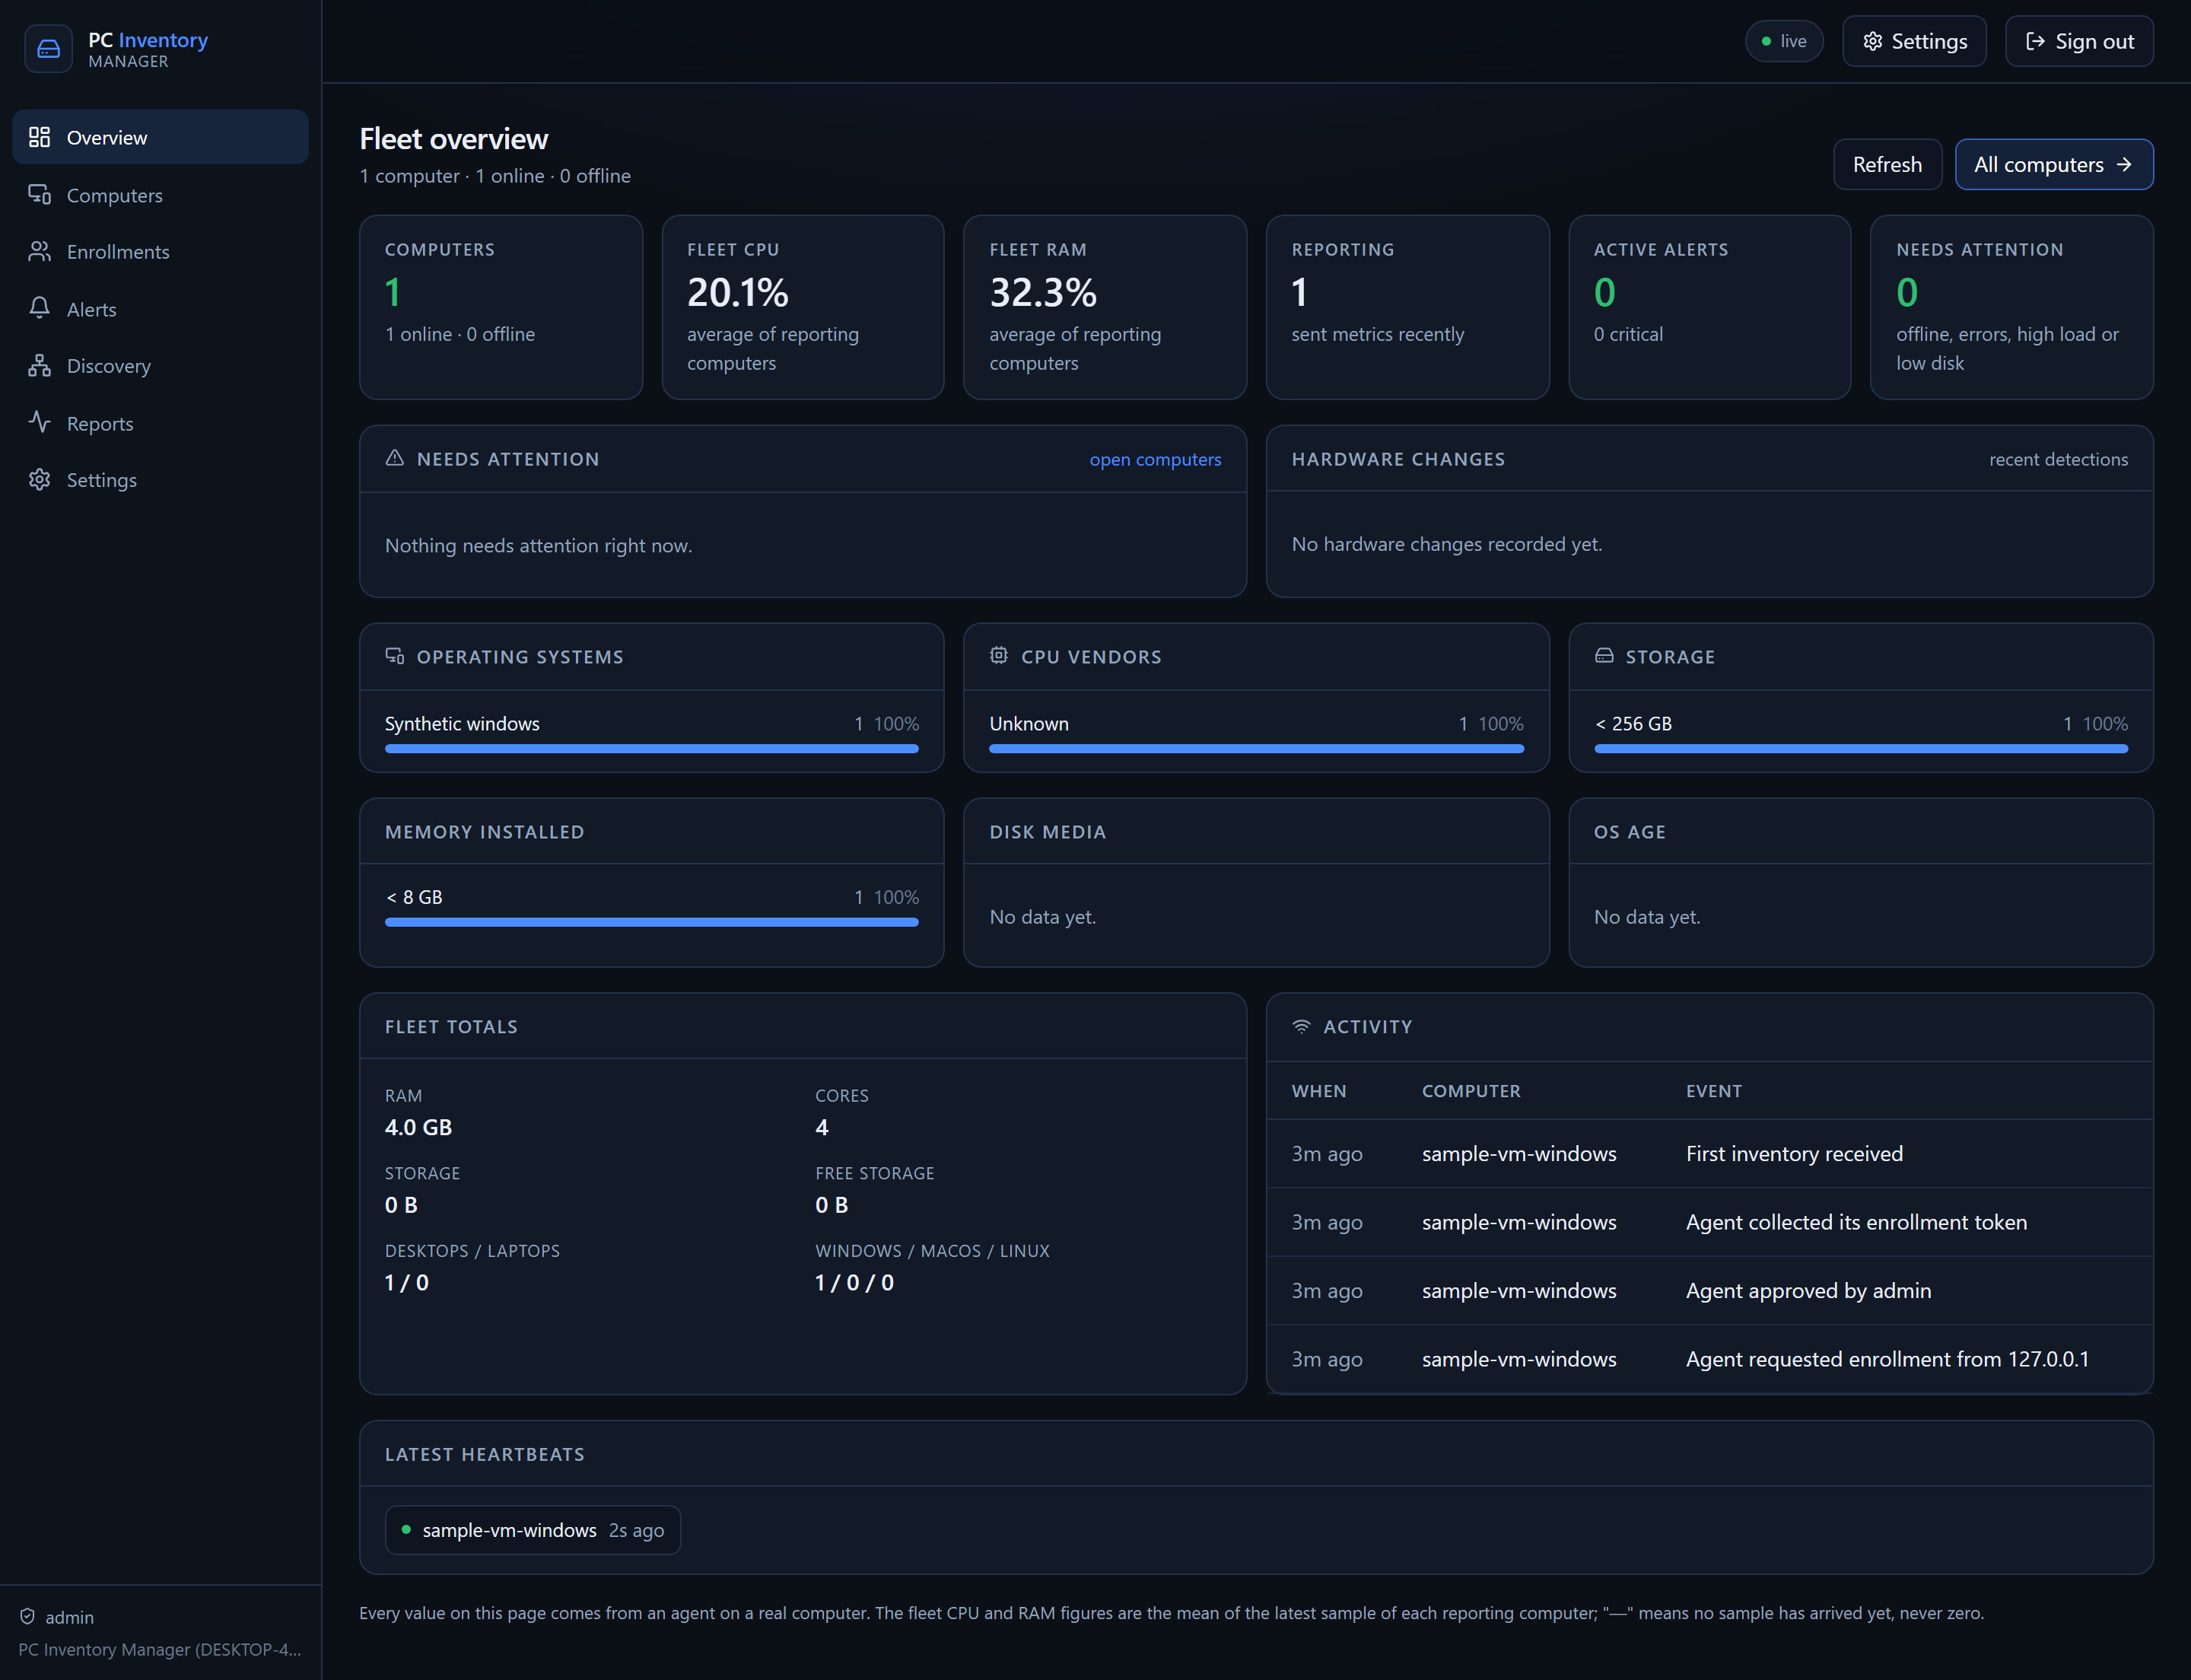 PC Inventory
MANAGER
live
Settings
Sign out
Overview
Computers
Enrollments
Alerts
Discovery
Reports
Settings
Fleet overview
1 computer · 1 online · 0 offline
Refresh
All computers →
COMPUTERS
1
1 online · 0 offline
FLEET CPU
20.1%
average of reporting
computers
FLEET RAM
32.3%
average of reporting
computers
REPORTING
1
sent metrics recently
ACTIVE ALERTS
0
0 critical
NEEDS ATTENTION
0
offline, errors, high load or
low disk
NEEDS ATTENTION
open computers
Nothing needs attention right now.
HARDWARE CHANGES
recent detections
No hardware changes recorded yet.
OPERATING SYSTEMS
Synthetic windows 1 100%
CPU VENDORS
Unknown 1 100%
STORAGE
< 256 GB 1 100%
MEMORY INSTALLED
< 8 GB 1 100%
DISK MEDIA
No data yet.
OS AGE
No data yet.
FLEET TOTALS
RAM
4.0 GB
CORES
4
STORAGE
0 B
FREE STORAGE
0 B
DESKTOPS / LAPTOPS
1 / 0
WINDOWS / MACOS / LINUX
1 / 0 / 0
ACTIVITY
WHEN COMPUTER EVENT
3m ago sample-vm-windows First inventory received
3m ago sample-vm-windows Agent collected its enrollment token
3m ago sample-vm-windows Agent approved by admin
3m ago sample-vm-windows Agent requested enrollment from 127.0.0.1
LATEST HEARTBEATS
sample-vm-windows 2s ago
Every value on this page comes from an agent on a real computer. The fleet CPU and RAM figures are the mean of the latest sample of each reporting computer; "—" means no sample has arrived yet, never zero.
admin
PC Inventory Manager (DESKTOP-4...